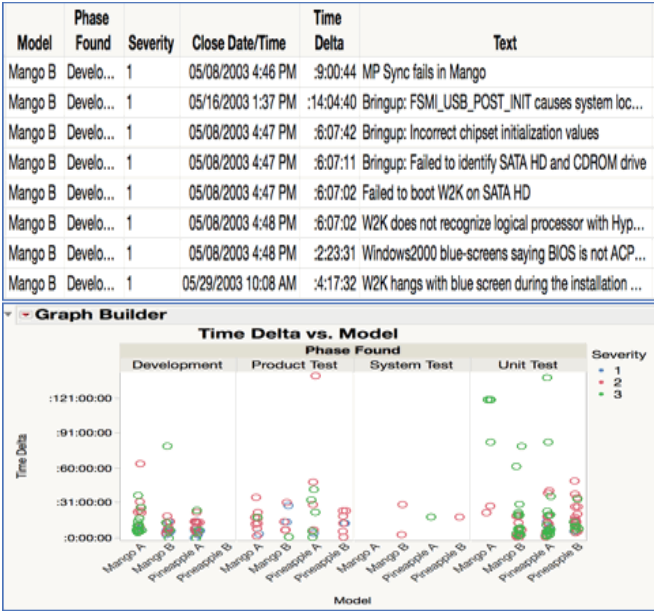 Phase Time
Model Found Severity Close Date/Time Delta Text
Mango B Develo... 1 05/08/2003 4:46 PM :9:00:44 MP Sync fails in Mango
Mango B Develo... 1 05/16/2003 1:37 PM :14:04:40 Bringup: FSMI_USB_POST_INIT causes system loc...
Mango B Develo... 1 05/08/2003 4:47 PM :6:07:42 Bringup: Incorrect chipset initialization values
Mango B Develo... 1 05/08/2003 4:47 PM :6:07:11 Bringup: Failed to identify SATA HD and CDROM drive
Mango B Develo... 1 05/08/2003 4:47 PM :6:07:02 Failed to boot W2K on SATA HD
Mango B Develo... 1 05/08/2003 4:48 PM :6:07:02 W2K does not recognize logical processor with Hyp...
Mango B Develo... 1 05/08/2003 4:48 PM :2:23:31 Windows2000 blue-screens saying BIOS is not ACP...
Mango B Develo... 1 05/29/2003 10:08 AM :4:17:32 W2K hangs with blue screen during the installation ...
Graph Builder
Time Delta vs. Model
Phase Found
Development Product Test System Test Unit Test
Severity
1
2
3
Time Delta
:121:00:00
:91:00:00
:60:00:00
:31:00:00
:0:00:00
Mango A Mango B Pineapple A Pineapple B Mango A Mango B Pineapple A Pineapple B Mango A Mango B Pineapple A Pineapple B Mango A Mango B Pineapple A Pineapple B
Model